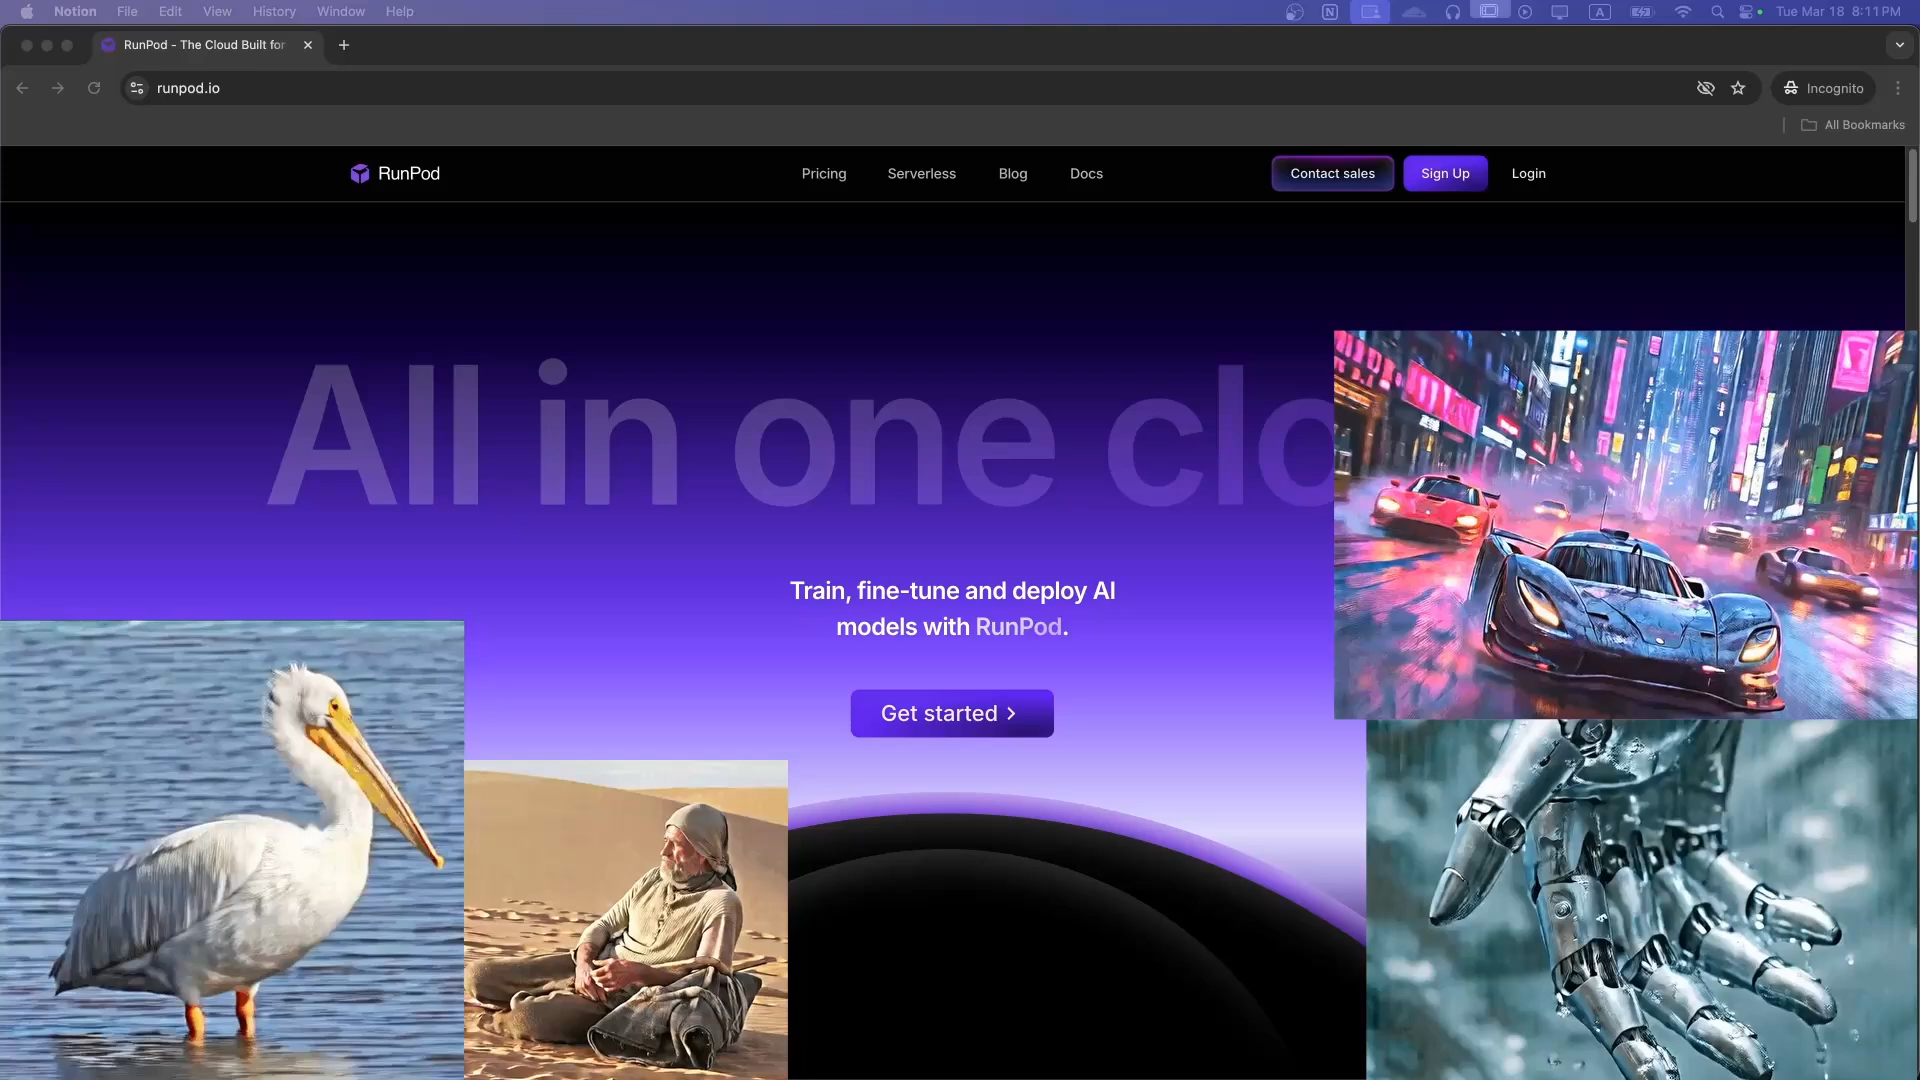 Notion File Edit View History Window Help
Tue Mar 18 8:11 PM
RunPod - The Cloud Built for
runpod.io
Incognito
All Bookmarks
RunPod
Pricing Serverless Blog Docs
Contact sales Sign Up Login
All in one clo
Train, fine-tune and deploy AI
models with RunPod.
Get started